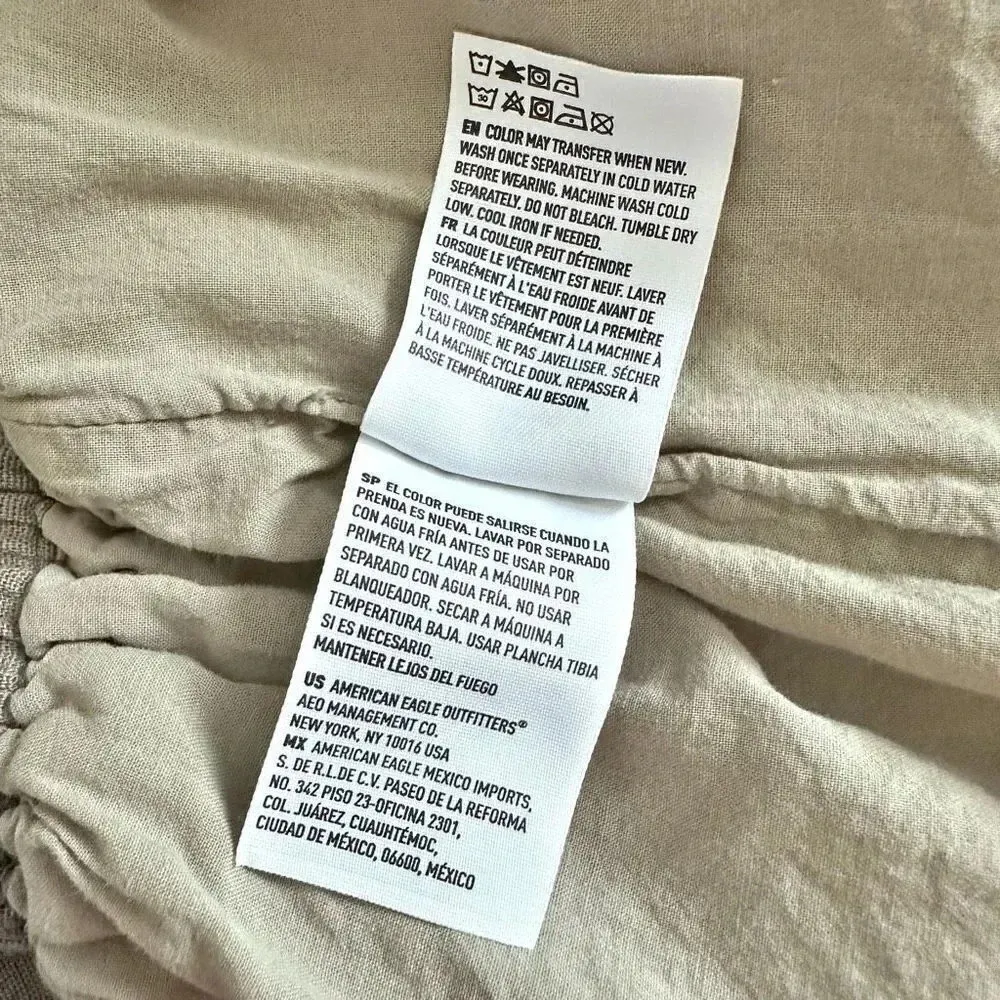 30
EN COLOR MAY TRANSFER WHEN NEW.
WASH ONCE SEPARATELY IN COLD WATER
BEFORE WEARING. MACHINE WASH COLD
SEPARATELY. DO NOT BLEACH. TUMBLE DRY
LOW. COOL IRON IF NEEDED.
FR LA COULEUR PEUT DÉTEINDRE
LORSQUE LE VÊTEMENT EST NEUF. LAVER
SÉPARÉMENT À L'EAU FROIDE AVANT DE
PORTER LE VÊTEMENT POUR LA PREMIÈRE
FOIS. LAVER SÉPARÉMENT À LA MACHINE À
L'EAU FROIDE. NE PAS JAVELLISER. SÉCHER
À LA MACHINE CYCLE DOUX. REPASSER À
BASSE TEMPÉRATURE AU BESOIN.
SP EL COLOR PUEDE SALIRSE CUANDO LA
PRENDA ES NUEVA. LAVAR POR SEPARADO
CON AGUA FRÍA ANTES DE USAR POR
PRIMERA VEZ. LAVAR A MÁQUINA POR
SEPARADO CON AGUA FRÍA. NO USAR
BLANQUEADOR. SECAR A MÁQUINA A
TEMPERATURA BAJA. USAR PLANCHA TIBIA
SI ES NECESARIO.
MANTENER LEJOS DEL FUEGO
US AMERICAN EAGLE OUTFITTERS®
AEO MANAGEMENT CO.
NEW YORK, NY 10016 USA
MX AMERICAN EAGLE MEXICO IMPORTS,
S. DE R.L.DE C.V. PASEO DE LA REFORMA
NO. 342 PISO 23-OFICINA 2301,
COL. JUÁREZ, CUAUHTÉMOC,
CIUDAD DE MÉXICO, 06600, MÉXICO